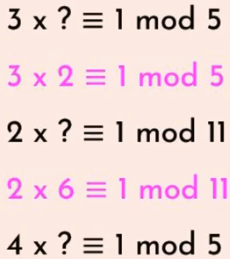 3 x ? ≡ 1 mod 5
3 x 2 ≡ 1 mod 5
2 x ? ≡ 1 mod 11
2 x 6 ≡ 1 mod 11
4 x ? ≡ 1 mod 5